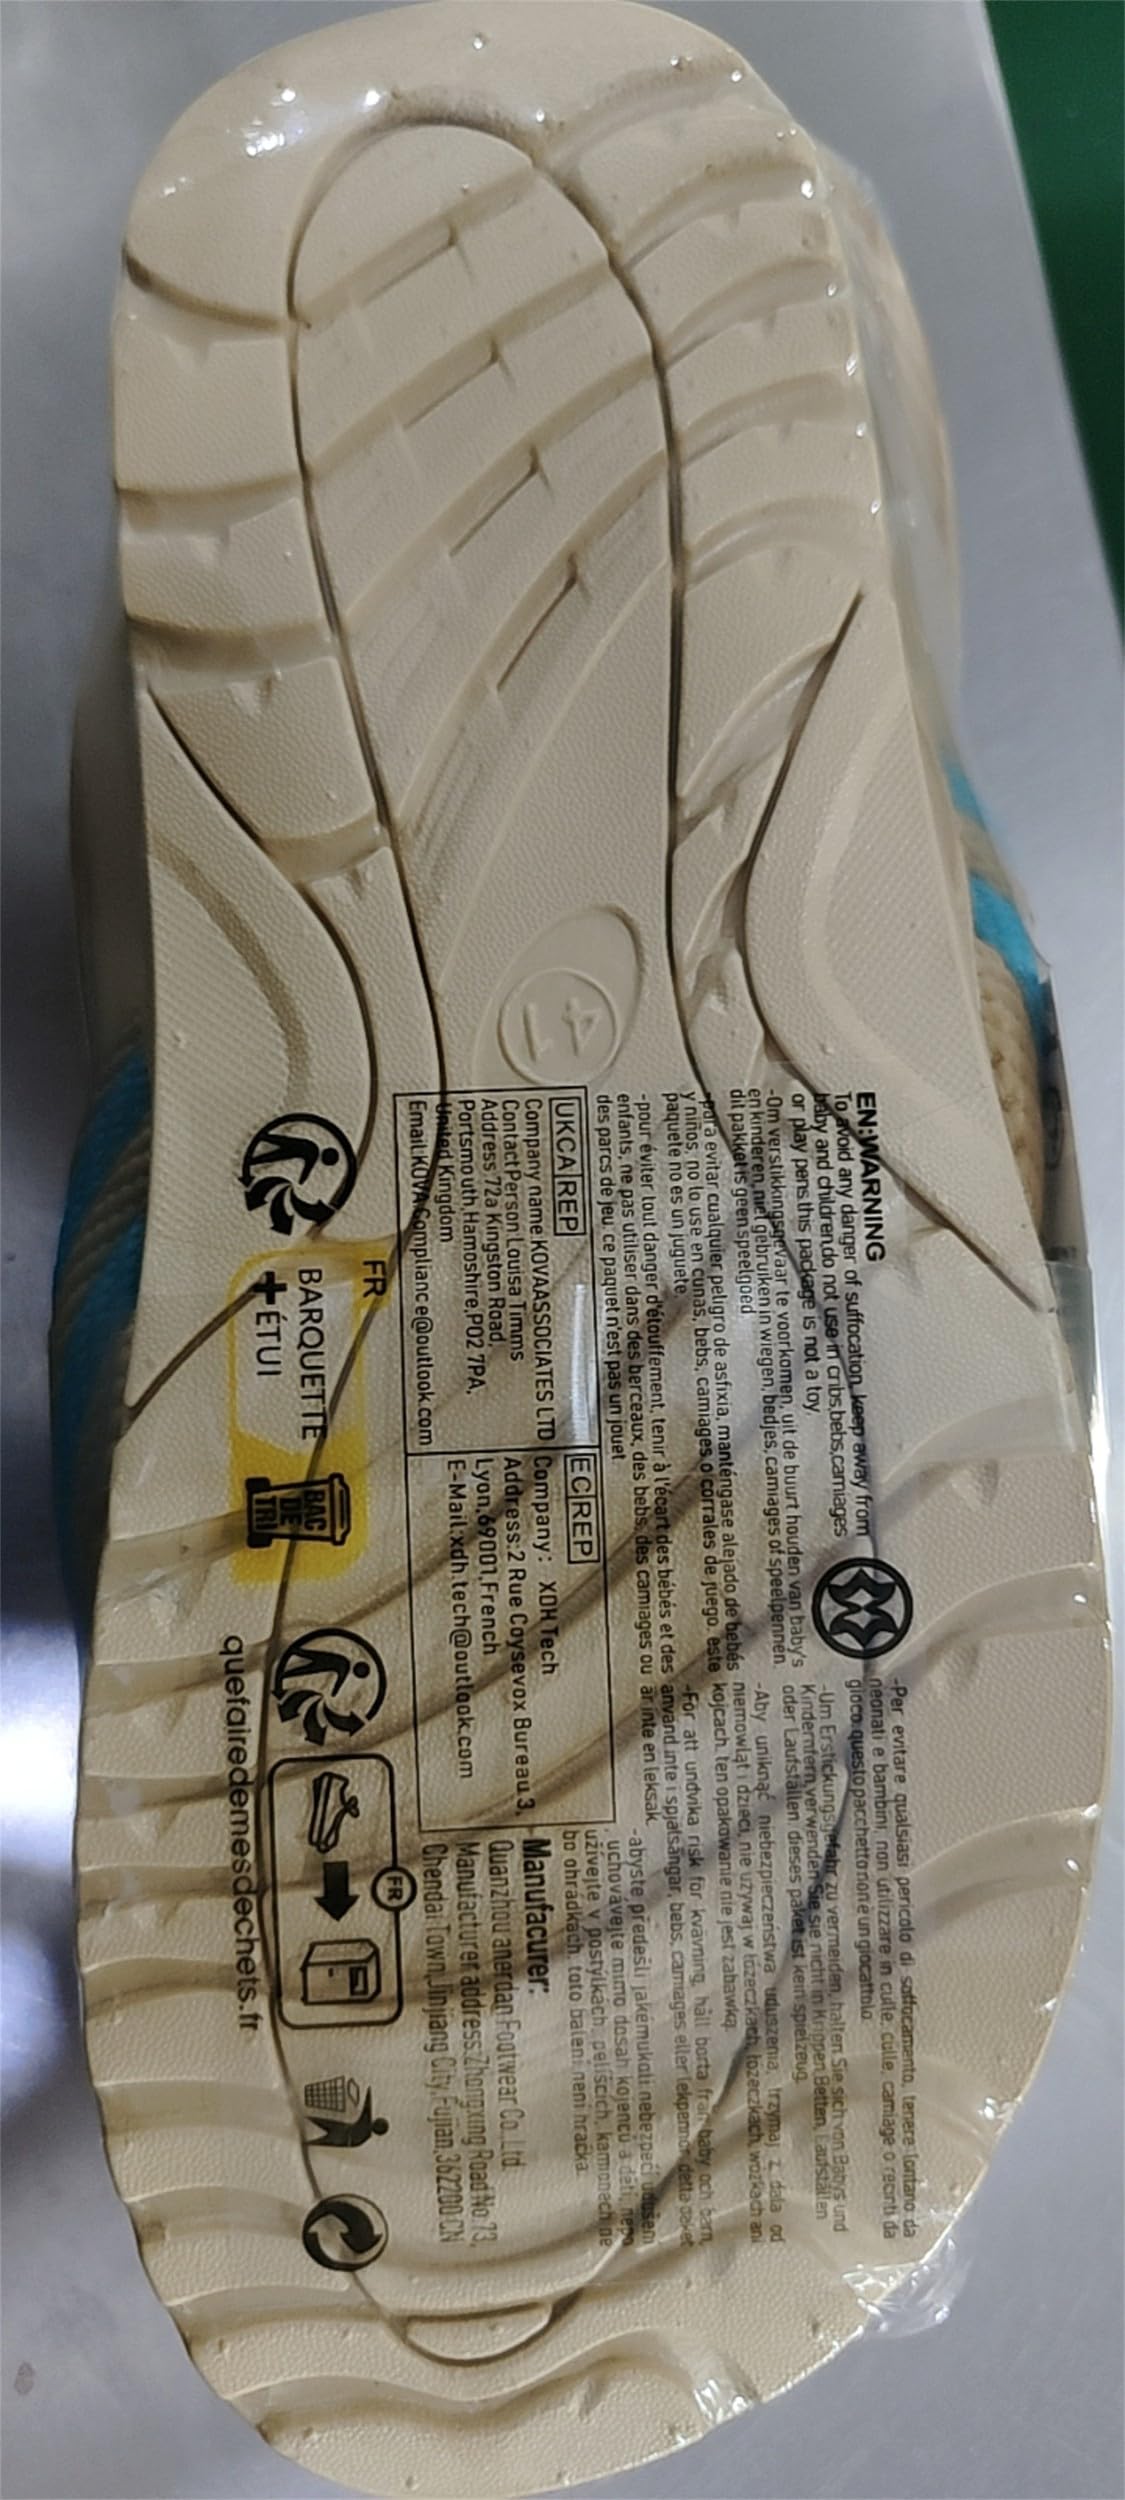 41
EN:WARNING
To avoid any danger of suffocation, keep away from
baby and children,do not use in cribs,bebs,camiages
or play pens.this package is not a toy.
-Om verstikkingsgevaar te voorkomen, uit de buurt houden van baby's
en kinderen, niet gebruiken in wiegen, bedjes, camiages of speelpennen.
dit pakket is geen speelgoed
-para evitar cualquier peligro de asfixia, manténgase alejado de bebés
y niños, no lo use en cunas, bebs, camiages o corrales de juego. este
paquete no es un juguete.
-pour éviter tout danger d'étouffement, tenir à l'écart des bébés et des
enfants, ne pas utiliser dans des berceaux, des bebs, des camiages ou
des parcs de jeu. ce paquet n'est pas un jouet
-Per evitare qualsiasi pericolo di soffocamento, tenere lontano da
neonati e bambini, non utilizzare in culle, culle, camiage o recinti da
gioco. questo pacchetto non è un giocattolo.
-Um Erstickungsgefahr zu vermeiden, halten Sie sich von Babys und
Kindern fern, verwenden Sie sie nicht in Krippen, Betten, Laufställen
oder Laufställen. dieses paket ist kein spielzeug.
-Aby uniknąć niebezpieczeństwa uduszenia, trzymaj z dala od
niemowląt i dzieci, nie używaj w łóżeczkach, łóżeczkach, wózkach ani
kojcach. ten opakowanie nie jest zabawką.
-För att undvika risk för kvävning, håll borta från baby och barn,
använd inte i spjälsängar, bebs, camiages eller lekpennor. detta paket
är inte en leksak.
-abyste předešli jakémukoli nebezpečí udušení
uchovávejte mimo dosah kojenců a dětí, nepo
užívejte v postýlkách, pelíšcích, kamionech ne
bo ohrádkách. toto balení není hračka.
UKCA REP
Company name:KOVAASSOCIATES LTD
ContactPerson:Louisa Timms
Address:72a Kingston Road,
Portsmouth,Hamoshire,PO2 7PA,
United Kingdom
Email:KOVAComplianc e@outlook.com
EC REP
Company: XDH Tech
Address:2 Rue Coysevox Bureau 3,
Lyon,69001,French
E-Mail:xdh.tech@outlook.com
Manufacurer:
Quanzhou anerdan Footwear Co.,Ltd.
Manufacturer address:Zhongxing Road No.73,
Chendai Town,Jinjiang City,Fujian,362200 CN
FR
BARQUETTE
+ÉTUI
BAC
DE
TRI
FR
quefairedemesdechets.fr